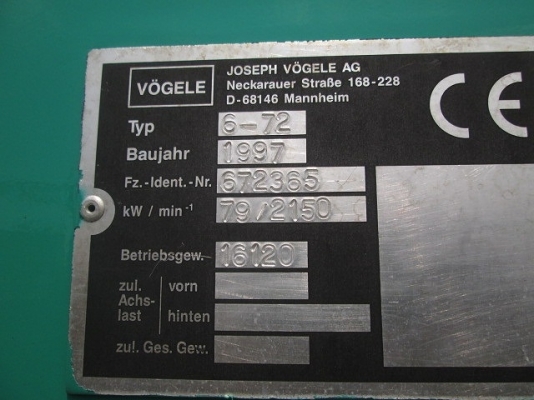 VÖGELE
JOSEPH VÖGELE AG
Neckarauer Straße 168-228
D-68146 Mannheim
CE
Typ 6-72
Baujahr 1997
Fz.-Ident.-Nr. 672365
kW / min⁻¹ 79/2150
Betriebsgew. 16120
zul. vorn
Achs-
last hinten
zul. Ges. Gew.